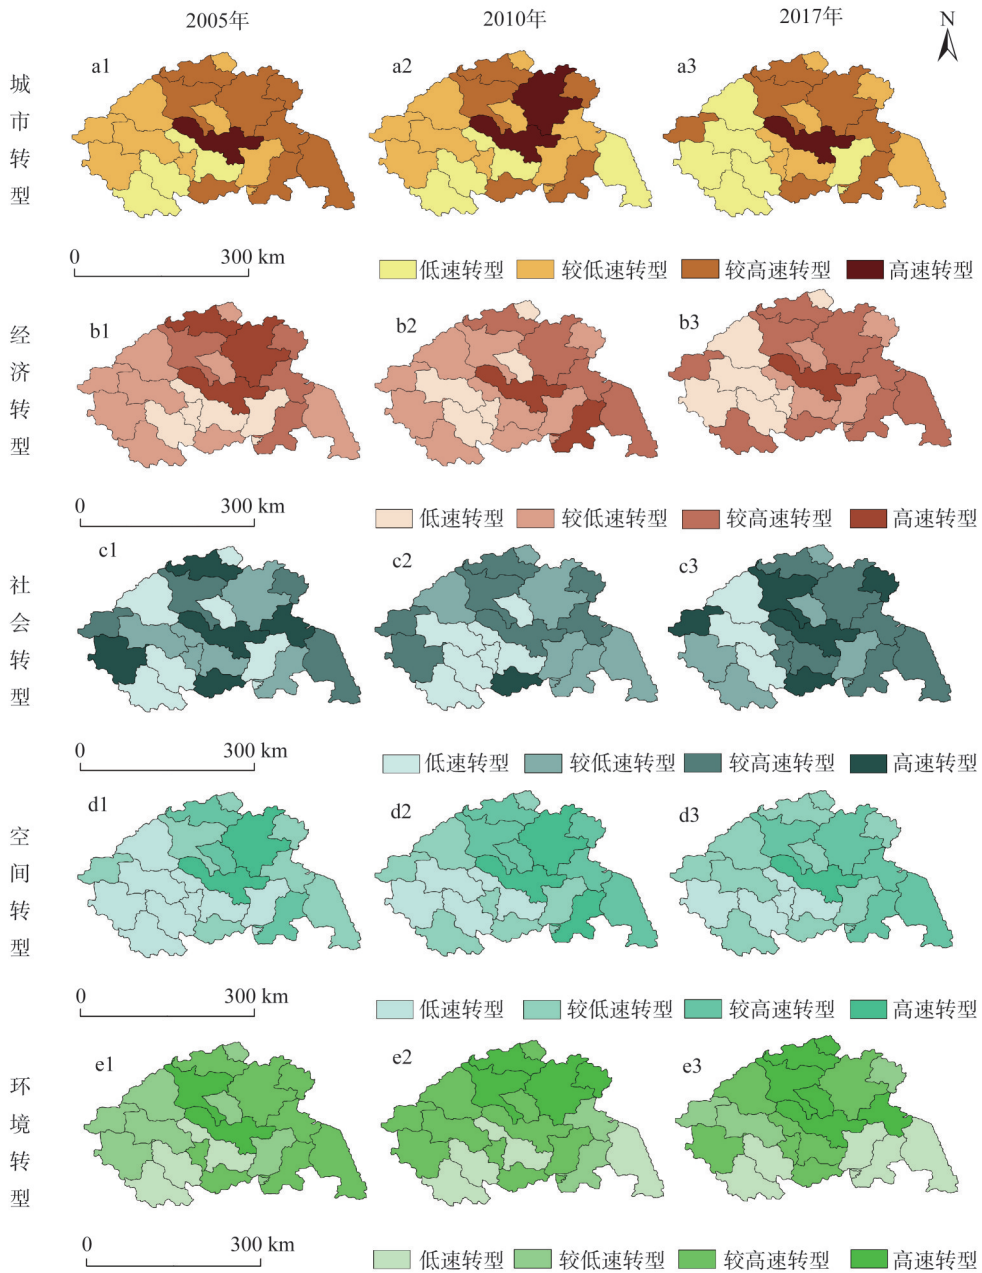 2005年 2010年 2017年 N
城市转型
a1 a2 a3
0 300 km
低速转型 较低速转型 较高速转型 高速转型
经济转型
b1 b2 b3
0 300 km
低速转型 较低速转型 较高速转型 高速转型
社会转型
c1 c2 c3
0 300 km
低速转型 较低速转型 较高速转型 高速转型
空间转型
d1 d2 d3
0 300 km
低速转型 较低速转型 较高速转型 高速转型
环境转型
e1 e2 e3
0 300 km
低速转型 较低速转型 较高速转型 高速转型